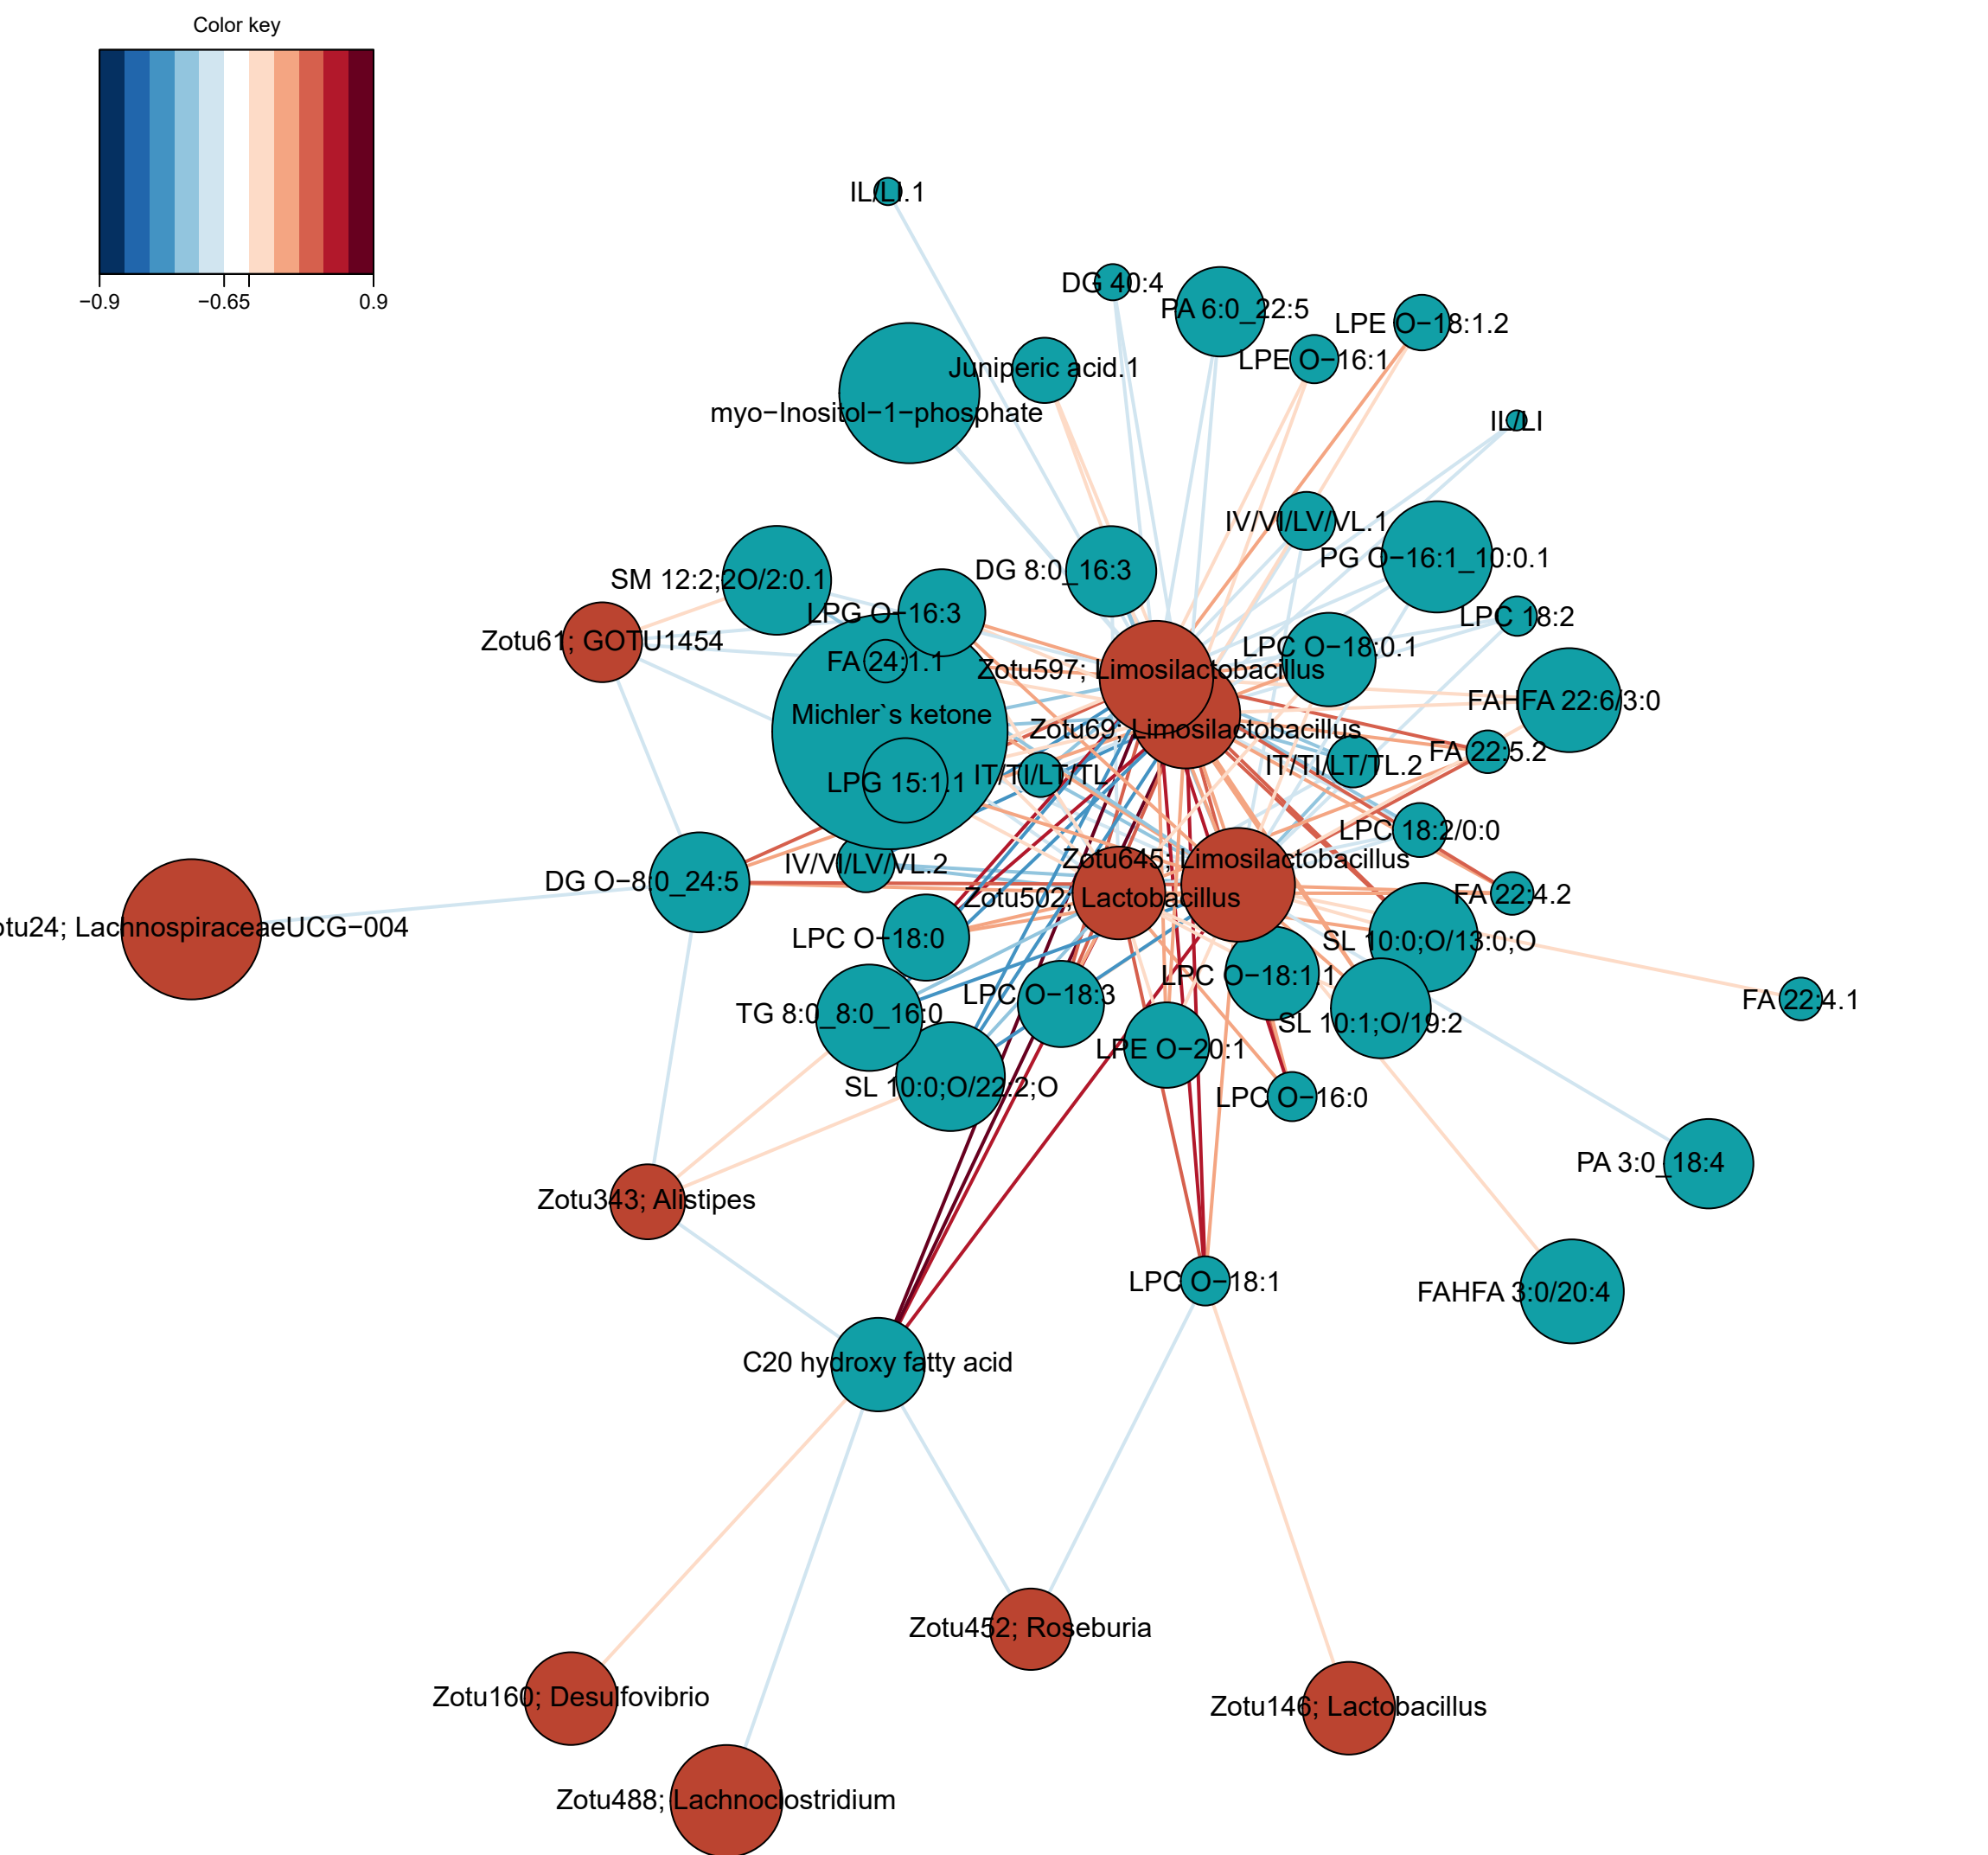 Color key
−0.9
−0.65
0.9
IL/LI.1
DG 40:4
PA 6:0_22:5
LPE O−18:1.2
LPE O−16:1
Juniperic acid.1
myo−Inositol−1−phosphate
IL/LI
IV/VI/LV/VL.1
PG O−16:1_10:0.1
DG 8:0_16:3
SM 12:2;2O/2:0.1
LPG O−16:3
LPC 18:2
Zotu61; GOTU1454
LPC O−18:0.1
FA 24:1.1
Zotu597; Limosilactobacillus
FAHFA 22:6/3:0
Michler`s ketone
Zotu69; Limosilactobacillus
FA 22:5.2
IT/TI/LT/TL.2
LPG 15:1.1
IT/TI/LT/TL
LPC 18:2/0:0
IV/VI/LV/VL.2
Zotu645; Limosilactobacillus
DG O−8:0_24:5
Zotu502; Lactobacillus
FA 22:4.2
otu24; LachnospiraceaeUCG−004
LPC O−18:0
SL 10:0;O/13:0;O
LPC O−18:1.1
LPC O−18:3
FA 22:4.1
TG 8:0_8:0_16:0
SL 10:1;O/19:2
LPE O−20:1
SL 10:0;O/22:2;O
LPC O−16:0
PA 3:0_18:4
Zotu343; Alistipes
LPC O−18:1
FAHFA 3:0/20:4
C20 hydroxy fatty acid
Zotu452; Roseburia
Zotu160; Desulfovibrio
Zotu146; Lactobacillus
Zotu488; Lachnoclostridium